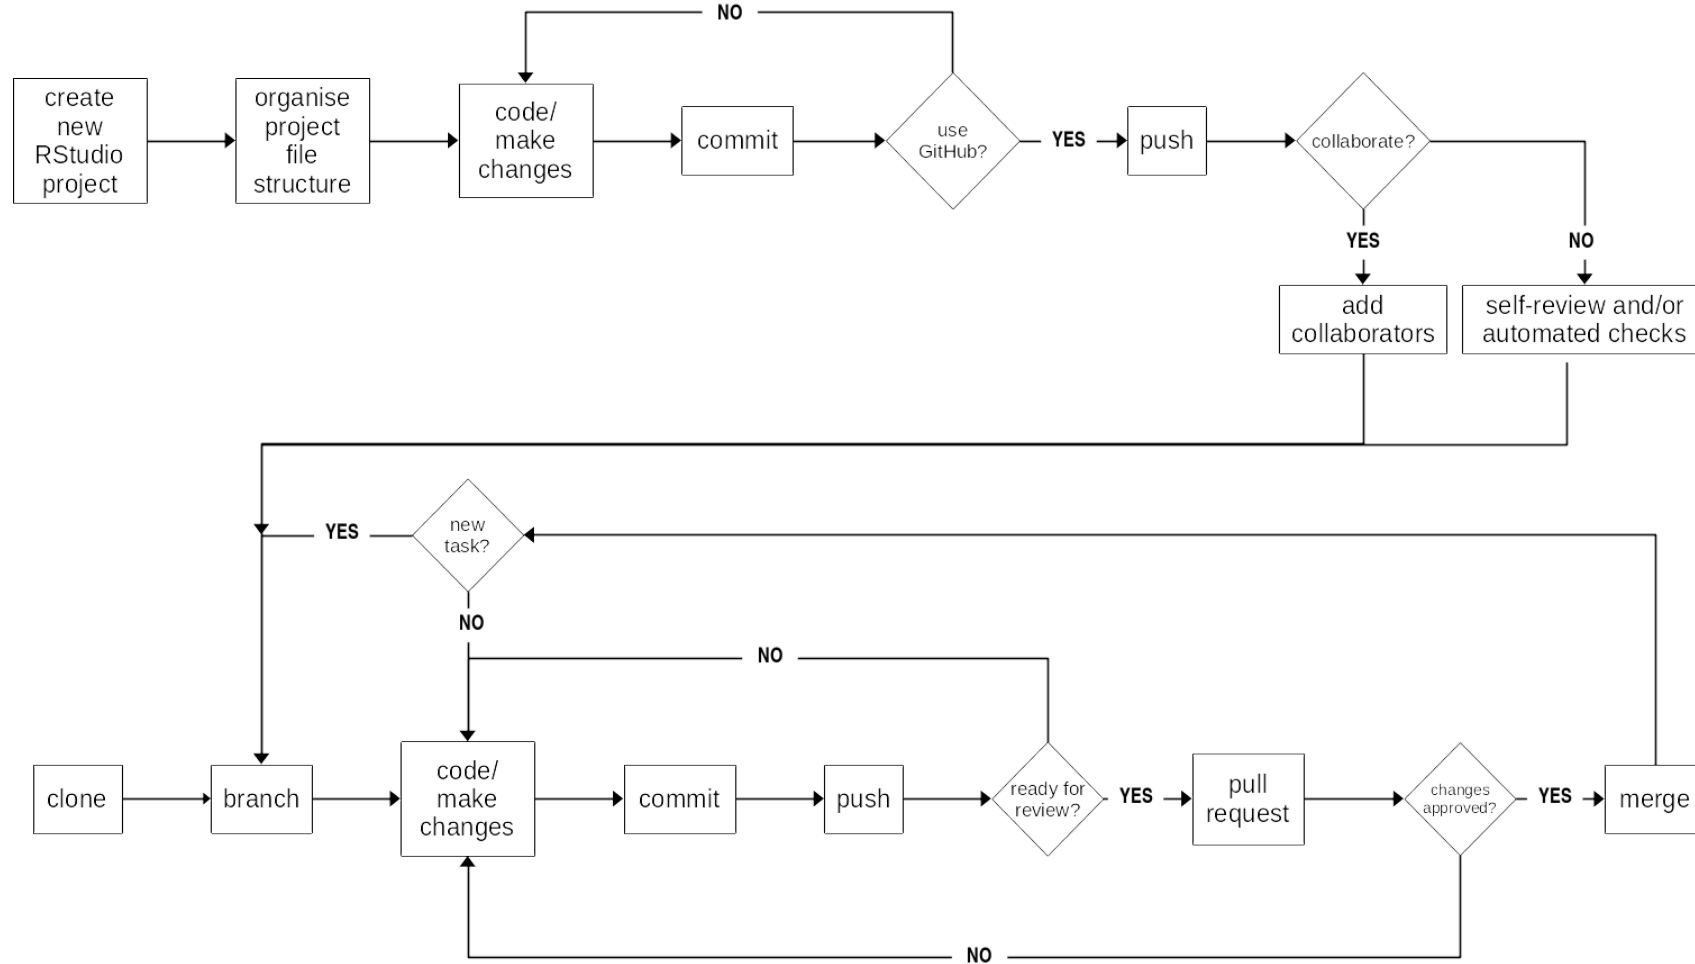 NO
create
new
RStudio
project
organise
project
file
structure
code/
make
changes
commit
use
GitHub?
YES
push
collaborate?
YES
NO
add
collaborators
self-review and/or
automated checks
YES
new
task?
NO
NO
clone
branch
code/
make
changes
commit
push
ready for
review?
YES
pull
request
changes
approved?
YES
merge
NO